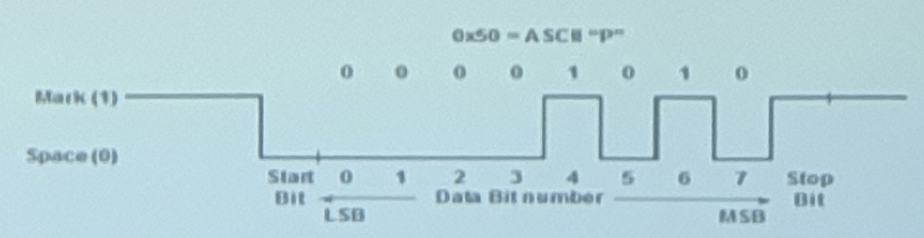 0x50 = ASCII "P"
0 0 0 0 1 0 1 0
Mark (1)
Space (0)
Start Bit 0 1 2 3 4 5 6 7 Stop Bit
Data Bit number
LSB MSB